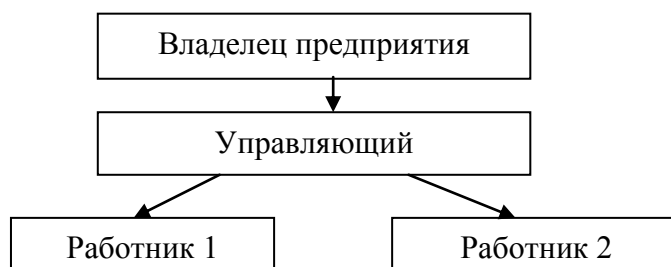 Владелец предприятия
Управляющий
Работник 1
Работник 2